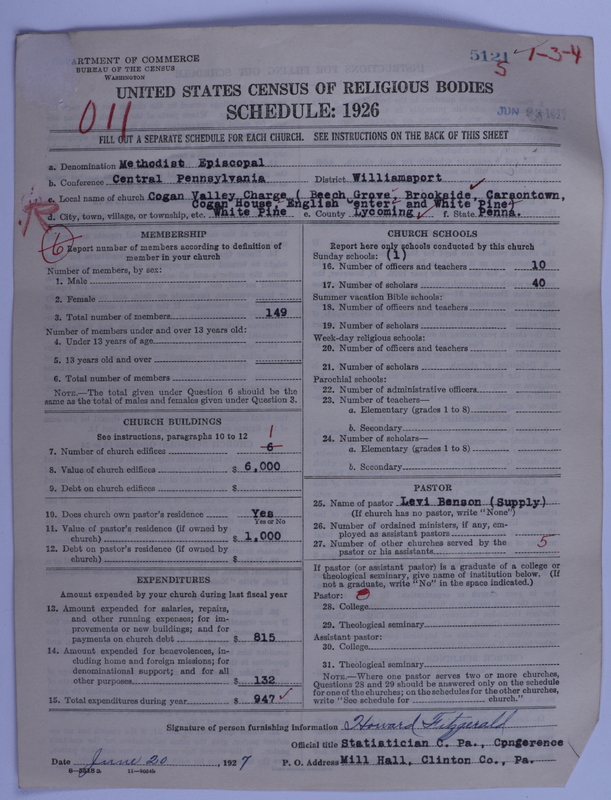 DEPARTMENT OF COMMERCE
BUREAU OF THE CENSUS
WASHINGTON
5121
5
1-3-4
UNITED STATES CENSUS OF RELIGIOUS BODIES
SCHEDULE: 1926
JUN 23 1927
011
FILL OUT A SEPARATE SCHEDULE FOR EACH CHURCH. SEE INSTRUCTIONS ON THE BACK OF THIS SHEET
a. Denomination Methodist Episcopal
b. Conference Central Pennsylvania District Williamsport
c. Local name of church Cogan Valley Charge ( Beech Grove, Brookside, Carsontown,
Cogan House, English Center and White Pine)
d. City, town, village, or township, etc. White Pine e. County Lycoming f. State Penna.
6
MEMBERSHIP
Report number of members according to definition of
member in your church
Number of members, by sex:
1. Male
2. Female
3. Total number of members 149
Number of members under and over 13 years old:
4. Under 13 years of age
5. 13 years old and over
6. Total number of members
NOTE.—The total given under Question 6 should be the
same as the total of males and females given under Question 3.
CHURCH BUILDINGS
See instructions, paragraphs 10 to 12
1
7. Number of church edifices 6
8. Value of church edifices $ 6,000
9. Debt on church edifices $
10. Does church own pastor's residence Yes
Yes or No
11. Value of pastor's residence (if owned by
church) $ 1,000
12. Debt on pastor's residence (if owned by
church) $
EXPENDITURES
Amount expended by your church during last fiscal year
13. Amount expended for salaries, repairs,
and other running expenses; for im-
provements or new buildings; and for
payments on church debt $ 815
14. Amount expended for benevolences, in-
cluding home and foreign missions; for
denominational support; and for all
other purposes $ 132
15. Total expenditures during year $ 947
CHURCH SCHOOLS
Report here only schools conducted by this church
Sunday schools: (1)
16. Number of officers and teachers 10
17. Number of scholars 40
Summer vacation Bible schools:
18. Number of officers and teachers
19. Number of scholars
Week-day religious schools:
20. Number of officers and teachers
21. Number of scholars
Parochial schools:
22. Number of administrative officers
23. Number of teachers—
a. Elementary (grades 1 to 8)
b. Secondary
24. Number of scholars—
a. Elementary (grades 1 to 8)
b. Secondary
PASTOR
25. Name of pastor Levi Benson (Supply)
(If church has no pastor, write "None")
26. Number of ordained ministers, if any, em-
ployed as assistant pastors
27. Number of other churches served by the
pastor or his assistants 5
If pastor (or assistant pastor) is a graduate of a college or
theological seminary, give name of institution below. (If
not a graduate, write "No" in the space indicated.)
Pastor:
28. College
29. Theological seminary
Assistant pastor:
30. College
31. Theological seminary
NOTE.—Where one pastor serves two or more churches,
Questions 28 and 29 should be answered only on the schedule
for one of the churches; on the schedules for the other churches,
write "See schedule for church."
Signature of person furnishing information Howard Fitzgerald
Official title Statistician C. Pa., Cpngerence
Date June 20, 1927 P. O. Address Mill Hall, Clinton Co., Pa.